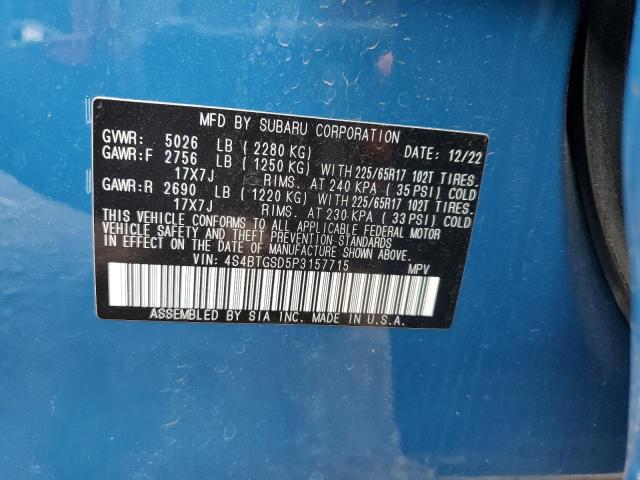 MFD BY SUBARU CORPORATION
GVWR: 5026 LB (2280 KG) DATE: 12/22
GAWR:F 2756 LB (1250 KG) WITH 225/65R17 102T TIRES.
17X7J RIMS. AT 240 KPA (35 PSI) COLD
GAWR:R 2690 LB (1220 KG) WITH 225/65R17 102T TIRES.
17X7J RIMS. AT 230 KPA (33 PSI) COLD
THIS VEHICLE CONFORMS TO ALL APPLICABLE FEDERAL MOTOR
VEHICLE SAFETY AND THEFT PREVENTION STANDARDS
IN EFFECT ON THE DATE OF MANUFACTURE SHOWN ABOVE.
VIN: 4S4BTGSD5P3157715 MPV
ASSEMBLED BY SIA INC. MADE IN U.S.A.